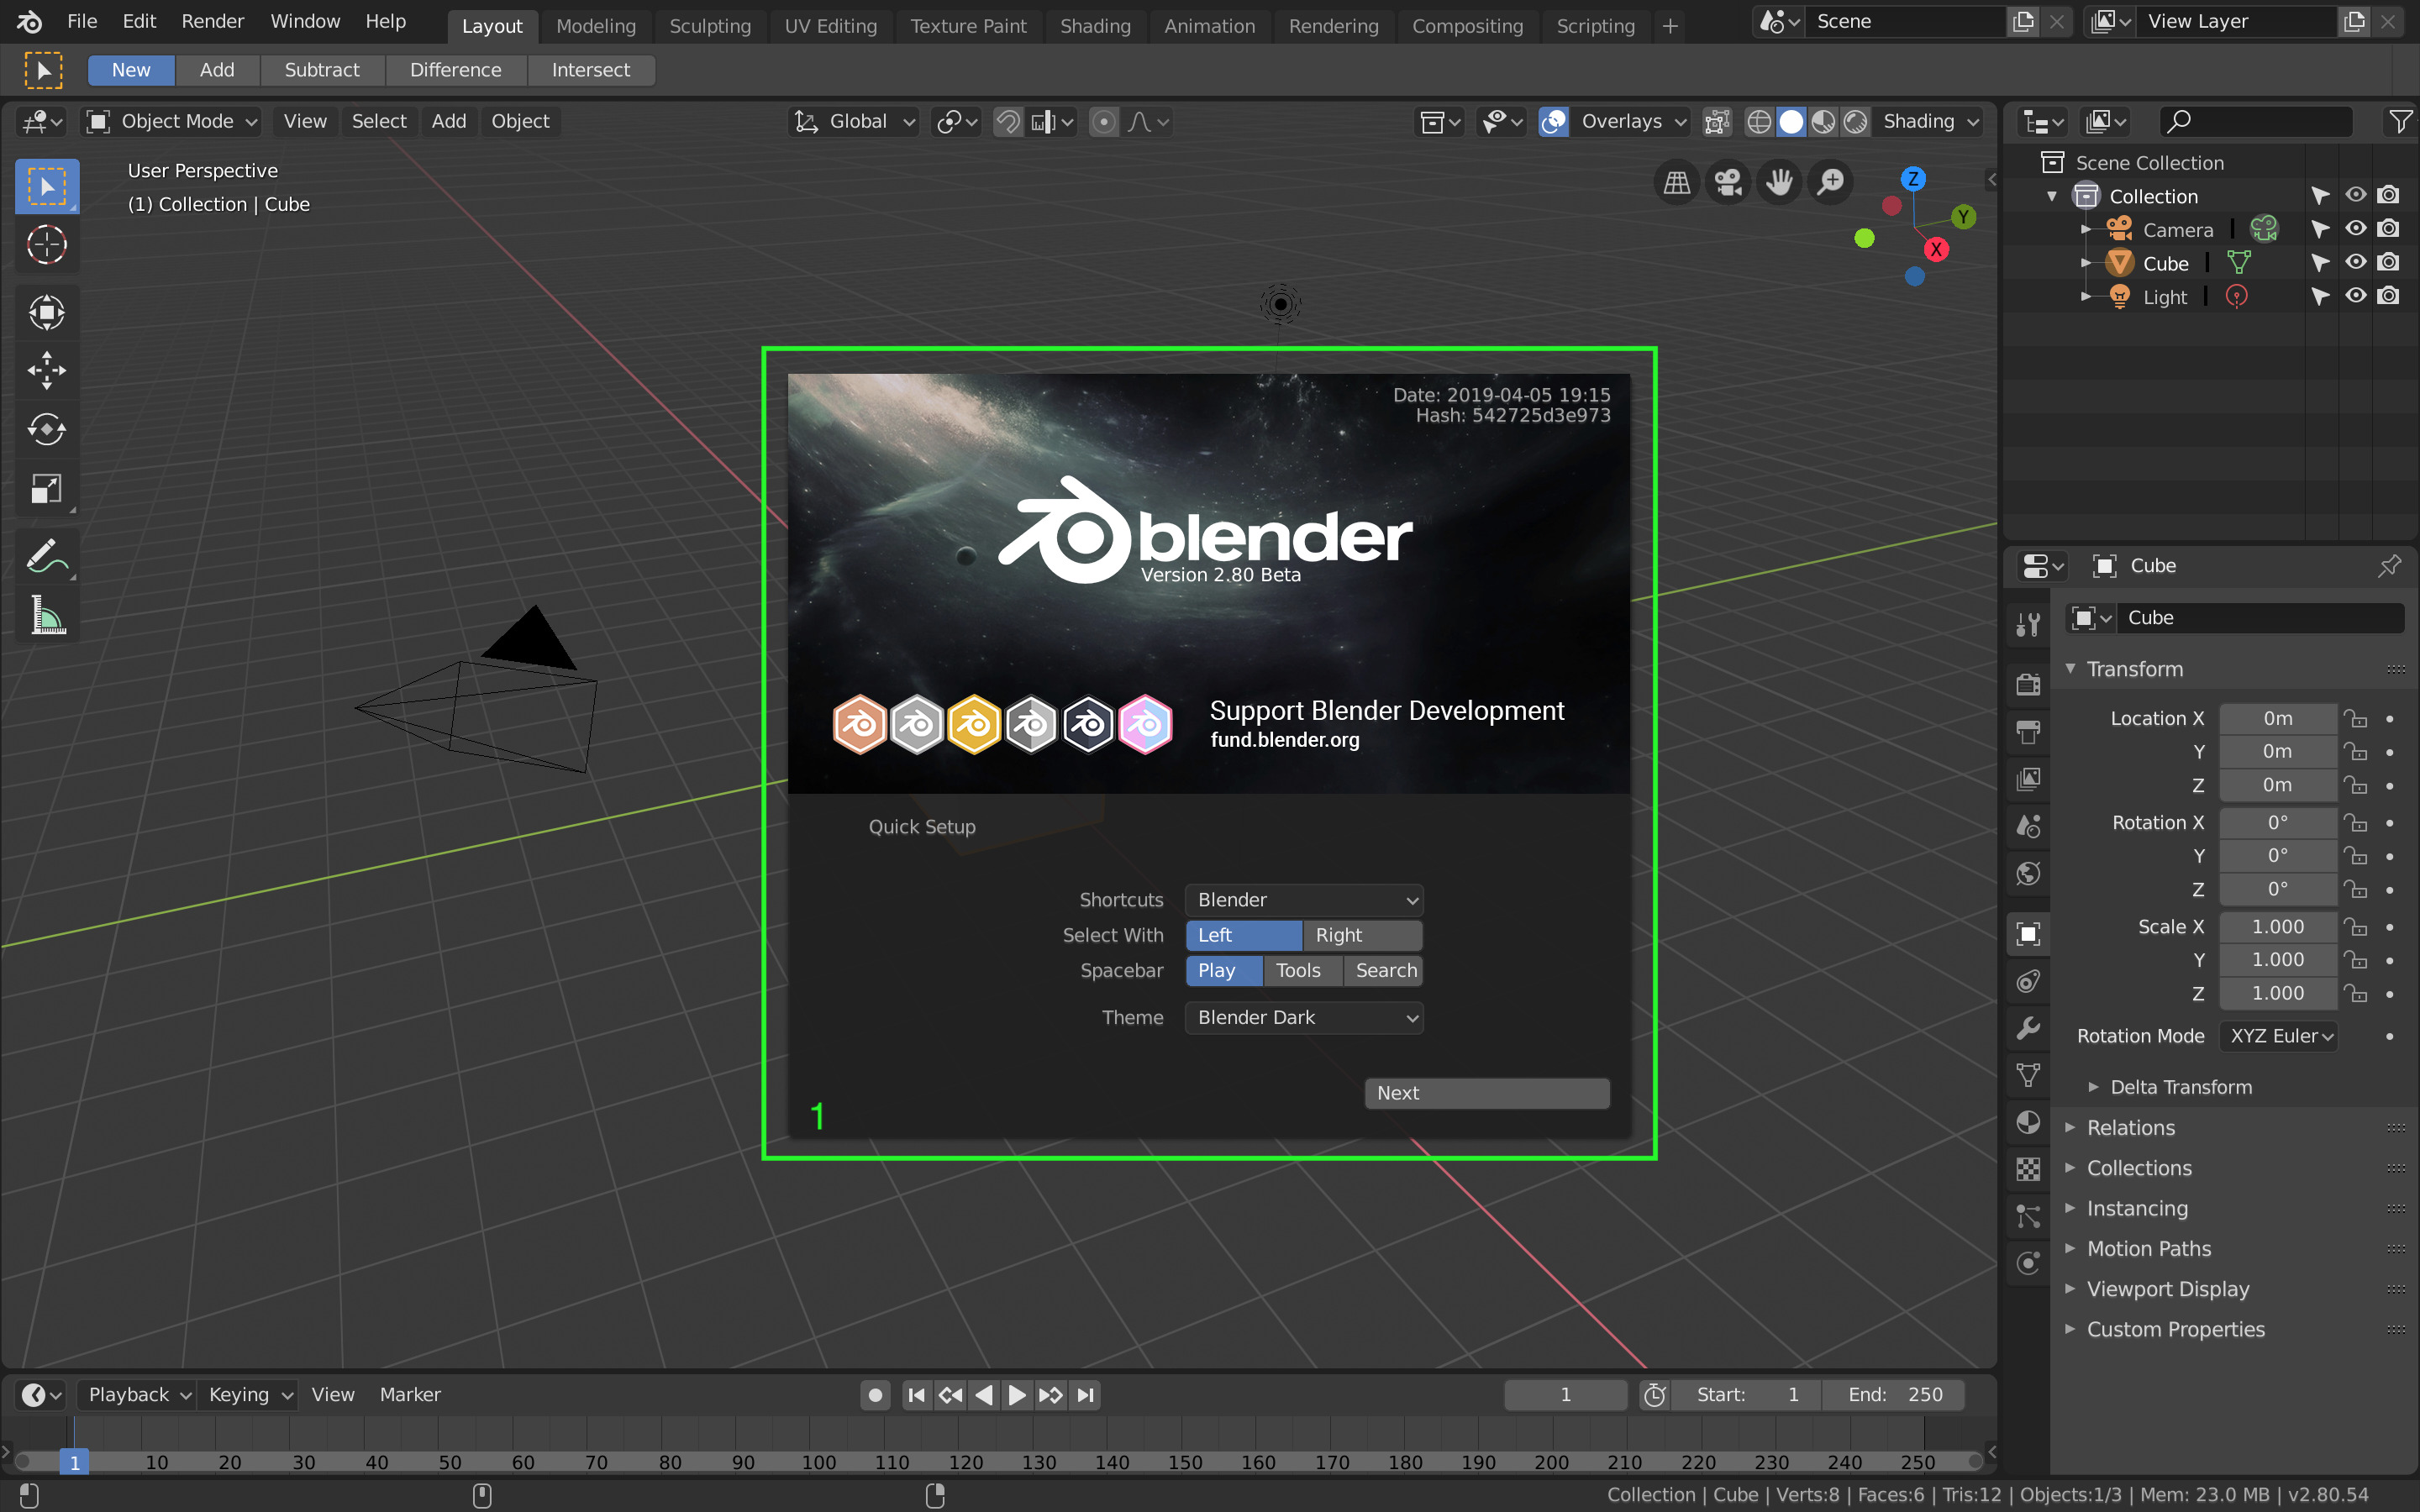 File Edit Render Window Help Layout Modeling Sculpting UV Editing Texture Paint Shading Animation Rendering Compositing Scripting + Scene View Layer
New Add Subtract Difference Intersect
Object Mode View Select Add Object Global Overlays Shading
User Perspective
(1) Collection | Cube
Z
Y
X
Scene Collection
Collection
Camera
Cube
Light
Date: 2019-04-05 19:15
Hash: 542725d3e973
blender™
Version 2.80 Beta
Support Blender Development
fund.blender.org
Quick Setup
Shortcuts Blender
Select With Left Right
Spacebar Play Tools Search
Theme Blender Dark
Next
1
Cube
Cube
Transform
Location X 0m
Y 0m
Z 0m
Rotation X 0°
Y 0°
Z 0°
Scale X 1.000
Y 1.000
Z 1.000
Rotation Mode XYZ Euler
Delta Transform
Relations
Collections
Instancing
Motion Paths
Viewport Display
Custom Properties
Playback Keying View Marker 1 Start: 1 End: 250
1 10 20 30 40 50 60 70 80 90 100 110 120 130 140 150 160 170 180 190 200 210 220 230 240 250
Collection | Cube | Verts:8 | Faces:6 | Tris:12 | Objects:1/3 | Mem: 23.0 MB | v2.80.54